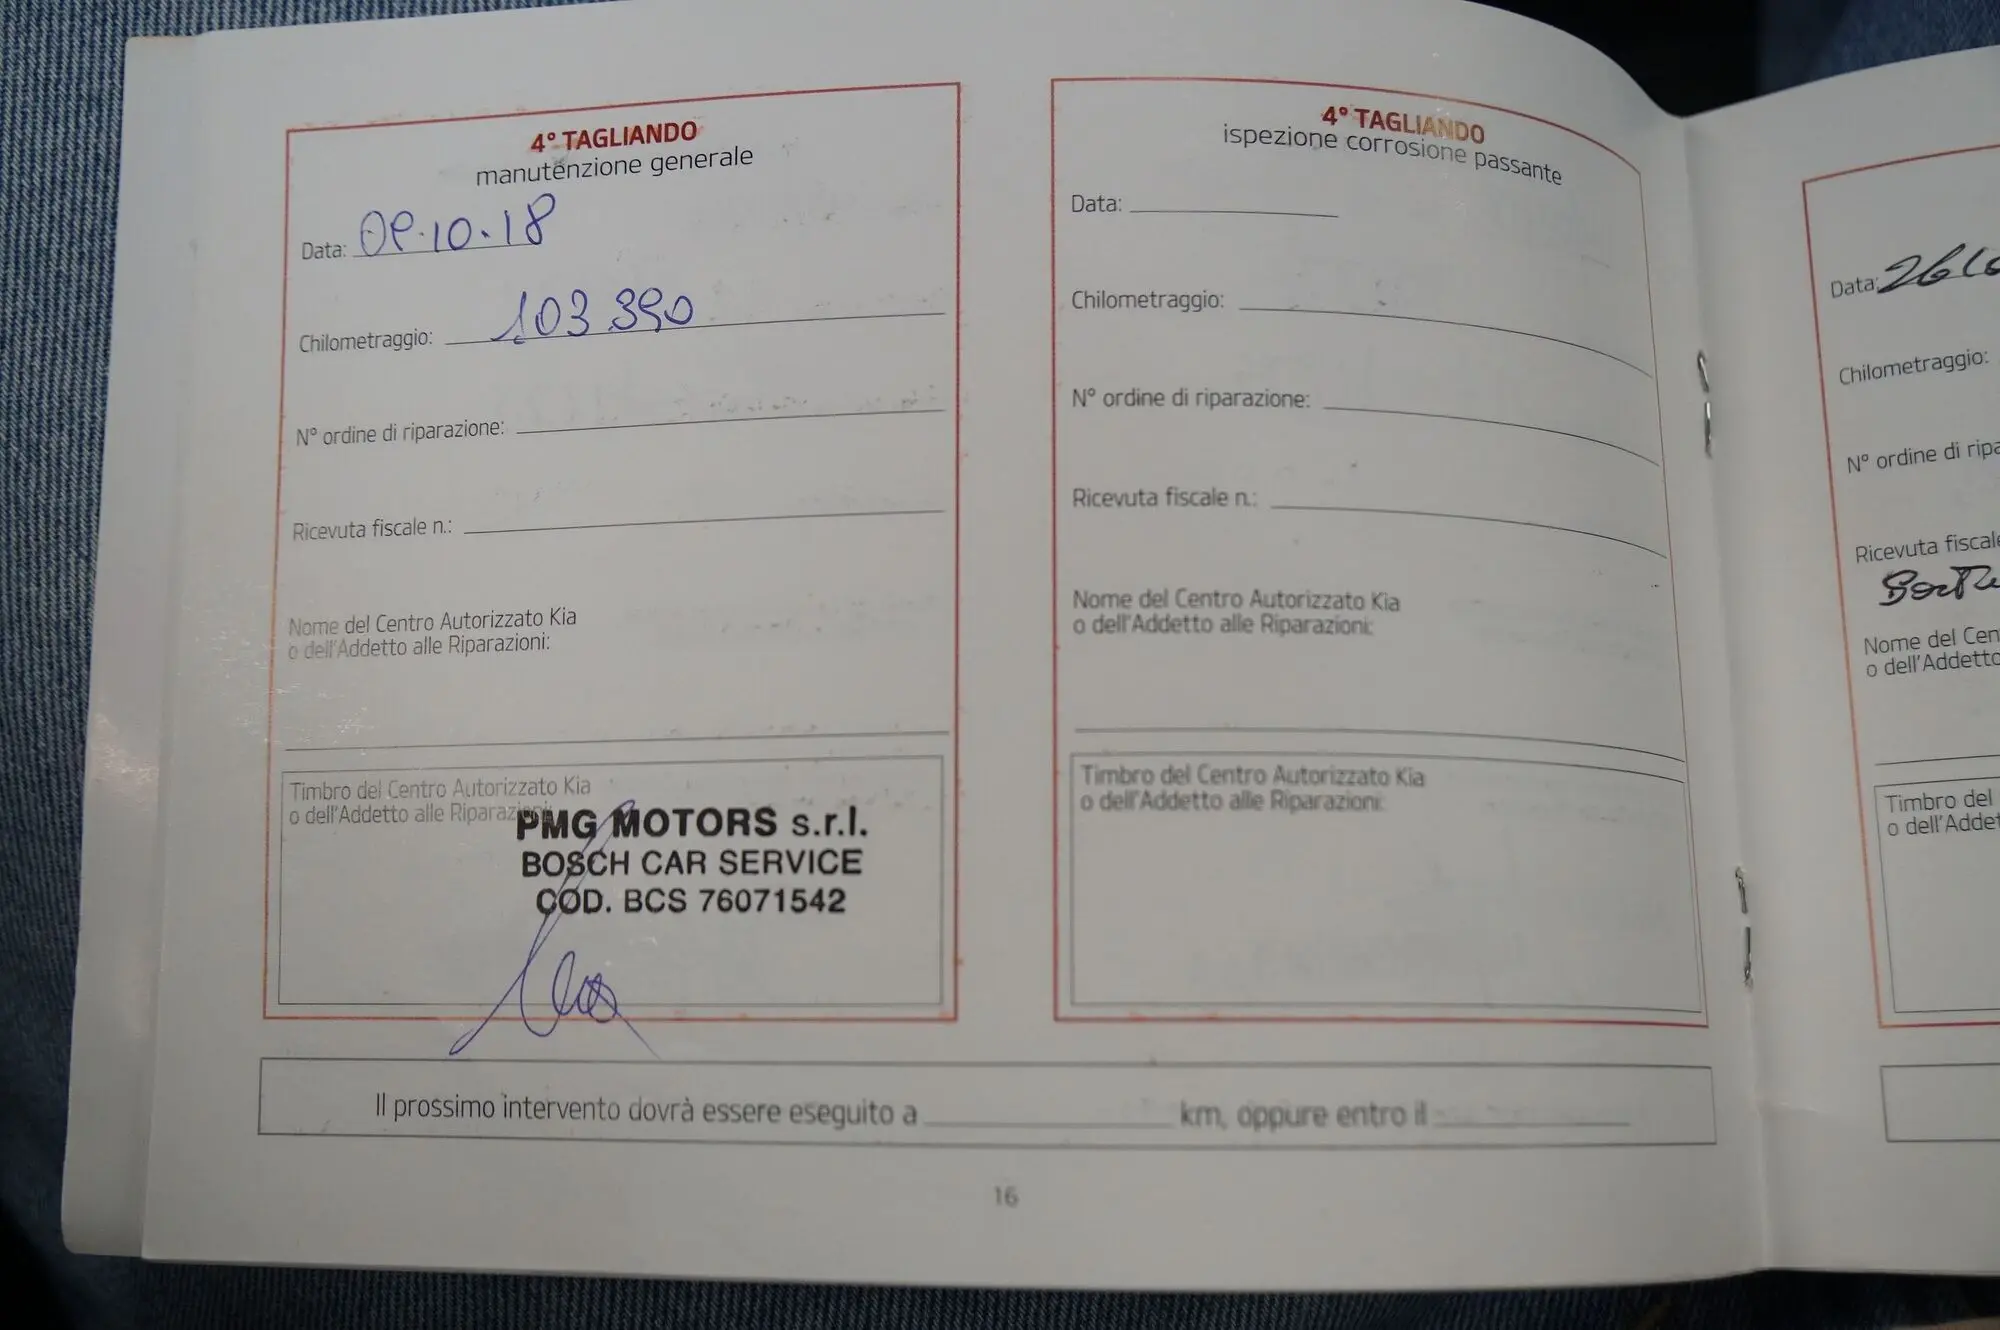 4° TAGLIANDO
manutenzione generale
Data: 09.10.18
Chilometraggio: 103 390
N° ordine di riparazione:
Ricevuta fiscale n.:
Nome del Centro Autorizzato Kia
o dell'Addetto alle Riparazioni:
Timbro del Centro Autorizzato Kia
o dell'Addetto alle Riparazioni:
PMG MOTORS s.r.l.
BOSCH CAR SERVICE
COD. BCS 76071542
4° TAGLIANDO
ispezione corrosione passante
Data:
Chilometraggio:
N° ordine di riparazione:
Ricevuta fiscale n.:
Nome del Centro Autorizzato Kia
o dell'Addetto alle Riparazioni:
Timbro del Centro Autorizzato Kia
o dell'Addetto alle Riparazioni:
Il prossimo intervento dovrà essere eseguito a km, oppure entro il
16
Data:
Chilometraggio:
N° ordine di ripa
Ricevuta fiscale
Nome del Cen
o dell'Addetto
Timbro del
o dell'Addet